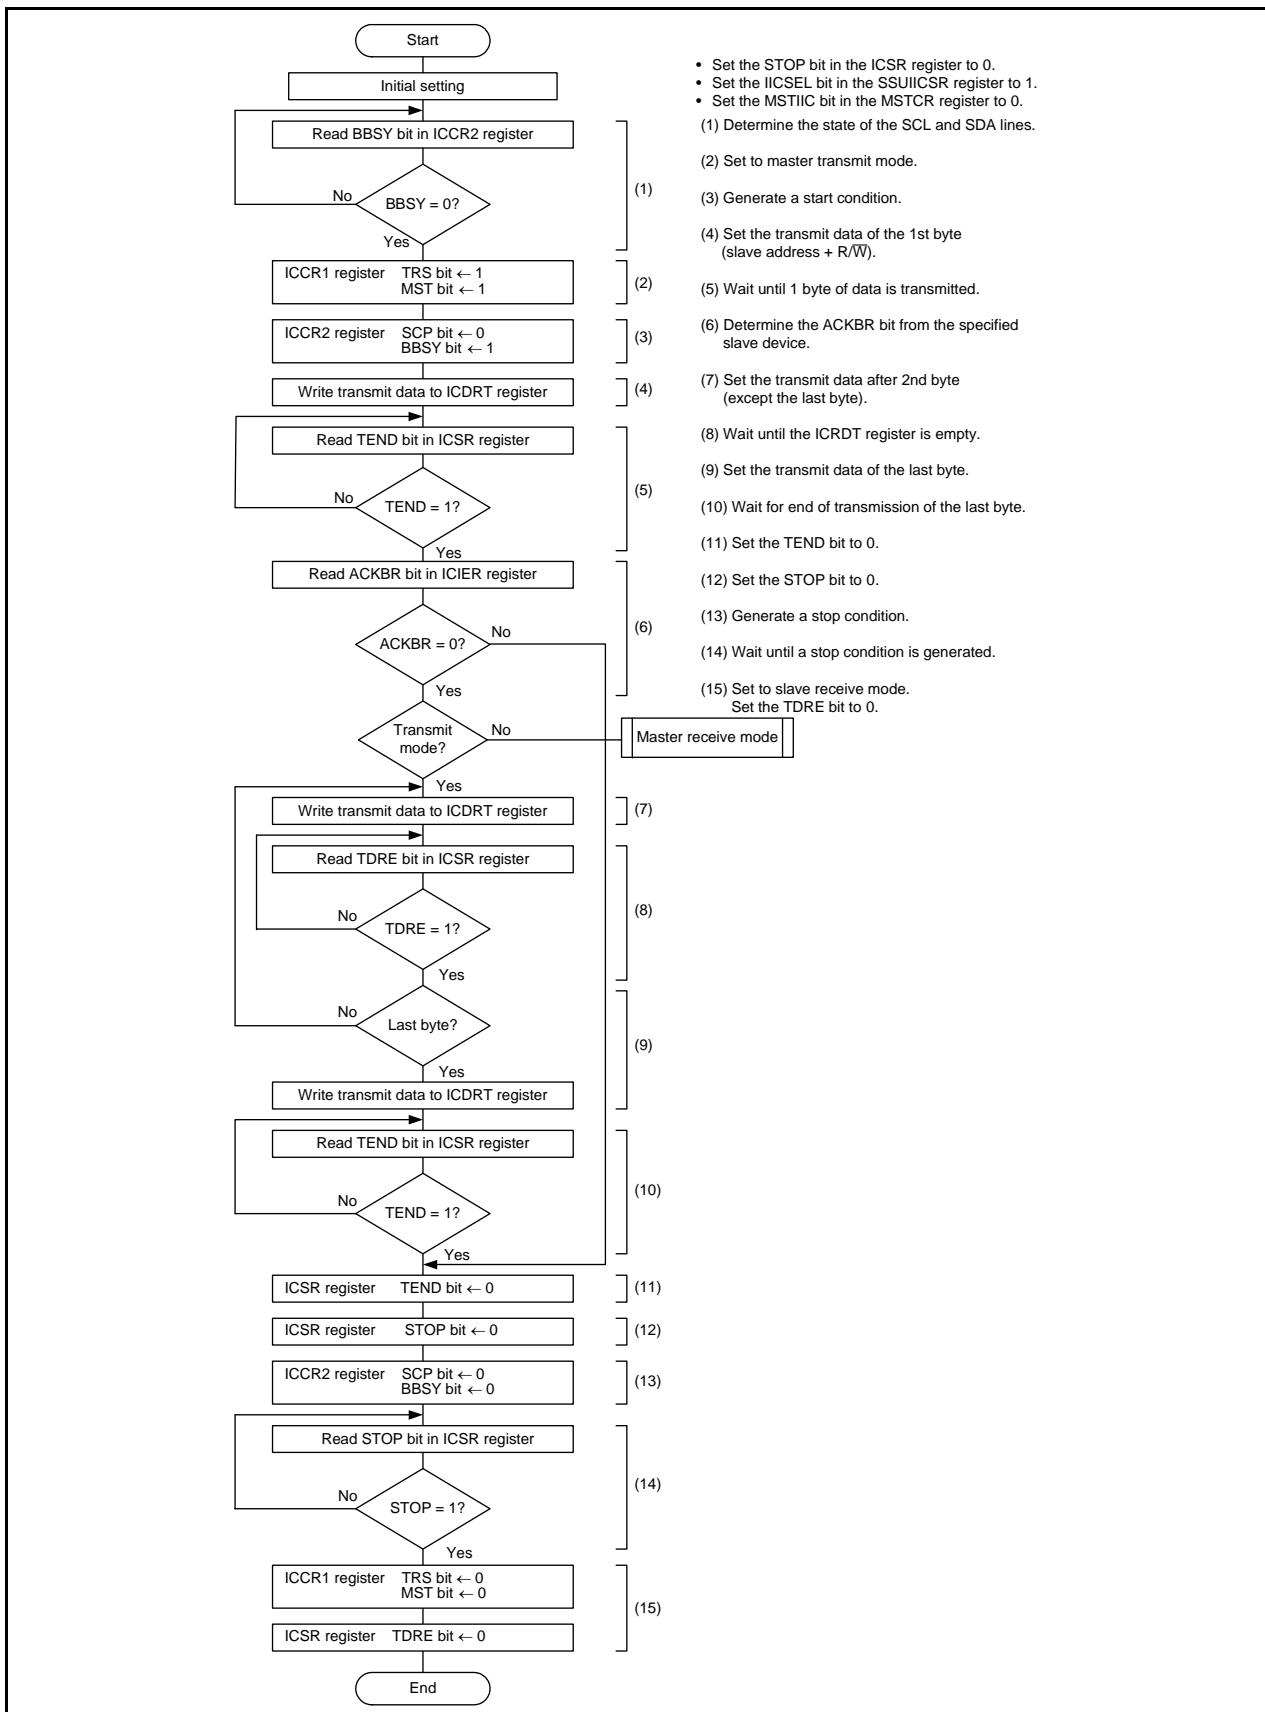 Start
Initial setting
Read BBSY bit in ICCR2 register
BBSY = 0?
No
Yes
(1)
ICCR1 register TRS bit ← 1
MST bit ← 1
(2)
ICCR2 register SCP bit ← 0
BBSY bit ← 1
(3)
Write transmit data to ICDRT register
(4)
Read TEND bit in ICSR register
TEND = 1?
No
Yes
(5)
Read ACKBR bit in ICIER register
ACKBR = 0?
No
Yes
(6)
Transmit
mode?
No
Yes
Master receive mode
Write transmit data to ICDRT register
(7)
Read TDRE bit in ICSR register
TDRE = 1?
No
Yes
(8)
Last byte?
No
Yes
(9)
Write transmit data to ICDRT register
Read TEND bit in ICSR register
TEND = 1?
No
Yes
(10)
ICSR register TEND bit ← 0
(11)
ICSR register STOP bit ← 0
(12)
ICCR2 register SCP bit ← 0
BBSY bit ← 0
(13)
Read STOP bit in ICSR register
STOP = 1?
No
Yes
(14)
ICCR1 register TRS bit ← 0
MST bit ← 0
(15)
ICSR register TDRE bit ← 0
End
• Set the STOP bit in the ICSR register to 0.
• Set the IICSEL bit in the SSUIICSR register to 1.
• Set the MSTIIC bit in the MSTCR register to 0.
(1) Determine the state of the SCL and SDA lines.
(2) Set to master transmit mode.
(3) Generate a start condition.
(4) Set the transmit data of the 1st byte
(slave address + R/W̅).
(5) Wait until 1 byte of data is transmitted.
(6) Determine the ACKBR bit from the specified
slave device.
(7) Set the transmit data after 2nd byte
(except the last byte).
(8) Wait until the ICRDT register is empty.
(9) Set the transmit data of the last byte.
(10) Wait for end of transmission of the last byte.
(11) Set the TEND bit to 0.
(12) Set the STOP bit to 0.
(13) Generate a stop condition.
(14) Wait until a stop condition is generated.
(15) Set to slave receive mode.
Set the TDRE bit to 0.